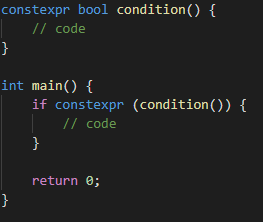 constexpr bool condition() {
    // code
}

int main() {
    if constexpr (condition()) {
        // code
    }

    return 0;
}